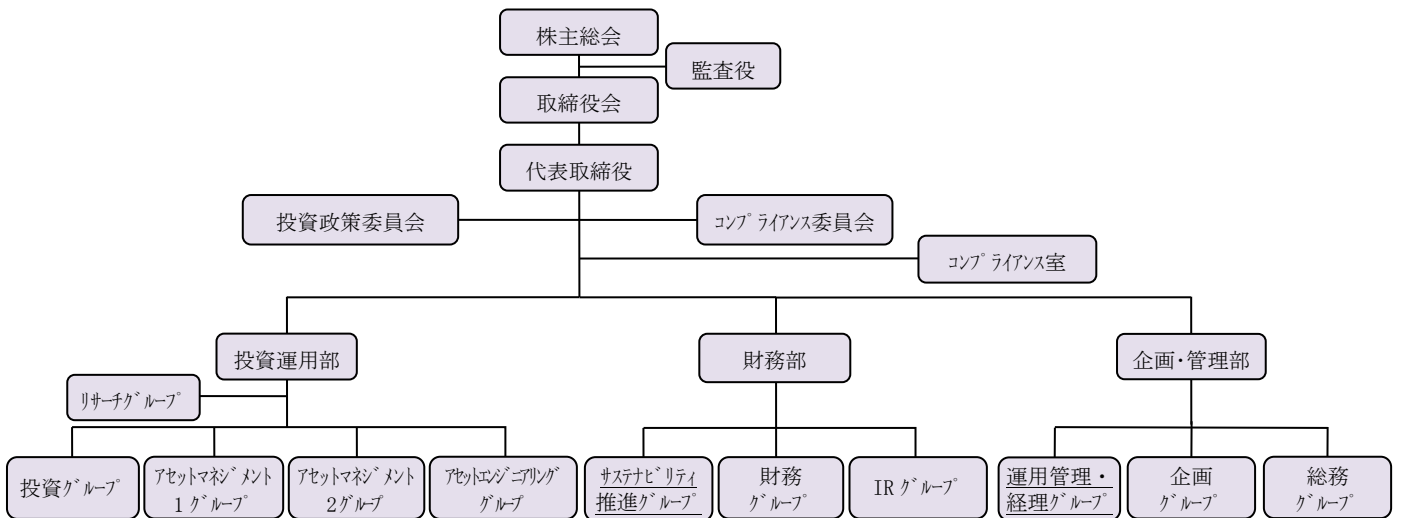 株主総会
監査役
取締役会
代表取締役
投資政策委員会
コンプライアンス委員会
コンプライアンス室
投資運用部
財務部
企画・管理部
リサーチグループ
投資グループ
アセットマネジメント
1グループ
アセットマネジメント
2グループ
アセットエンジニアリング
グループ
サステナビリティ
推進グループ
財務
グループ
IRグループ
運用管理・
経理グループ
企画
グループ
総務
グループ